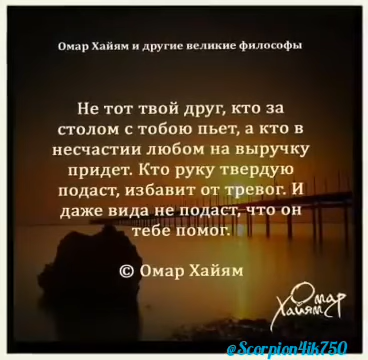 Омар Хайям и другие великие философы
Не тот твой друг, кто за
столом с тобою пьет, а кто в
несчастии любом на выручку
придет. Кто руку твердую
подаст, избавит от тревог. И
даже вида не подаст, что он
тебе помог.
© Омар Хайям
Омар
Хайям
@Scorpion4ik750